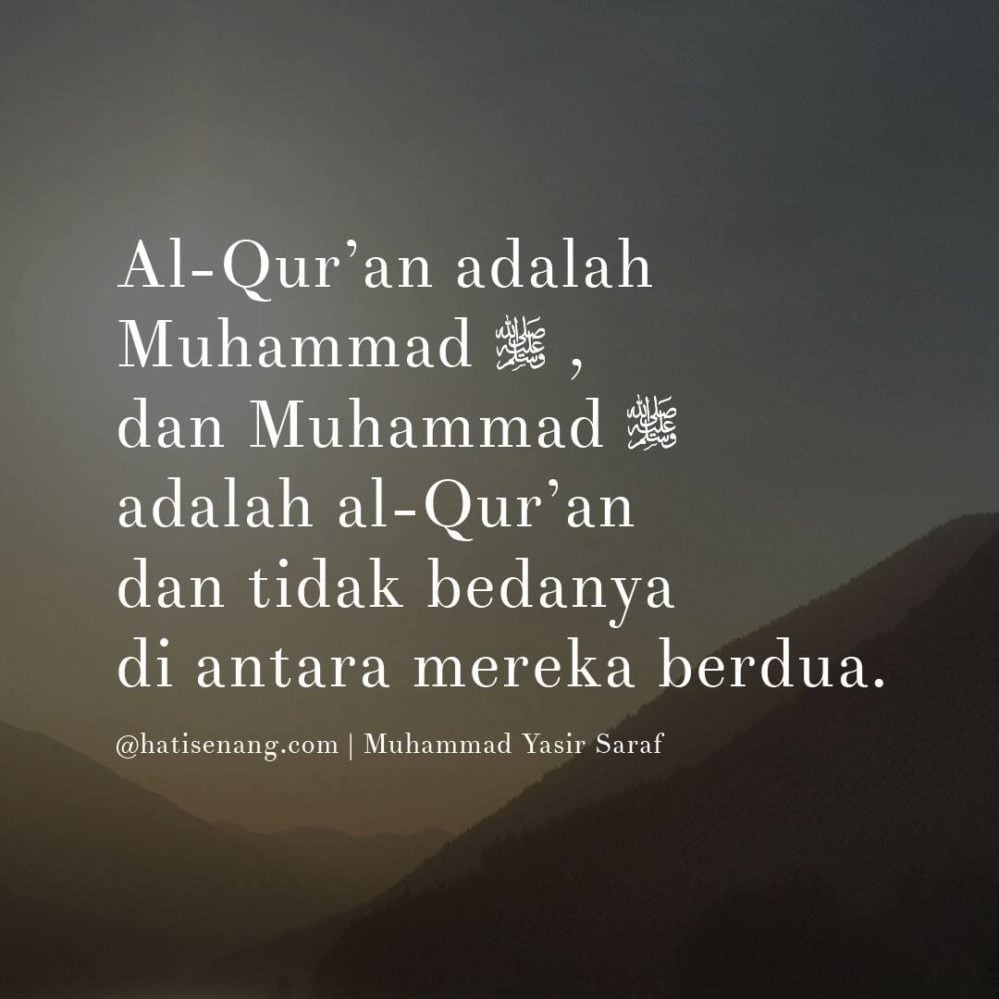 Al-Qur’an adalah
Muhammad ﷺ ,
dan Muhammad ﷺ
adalah al-Qur’an
dan tidak bedanya
di antara mereka berdua.
@hatisenang.com | Muhammad Yasir Saraf